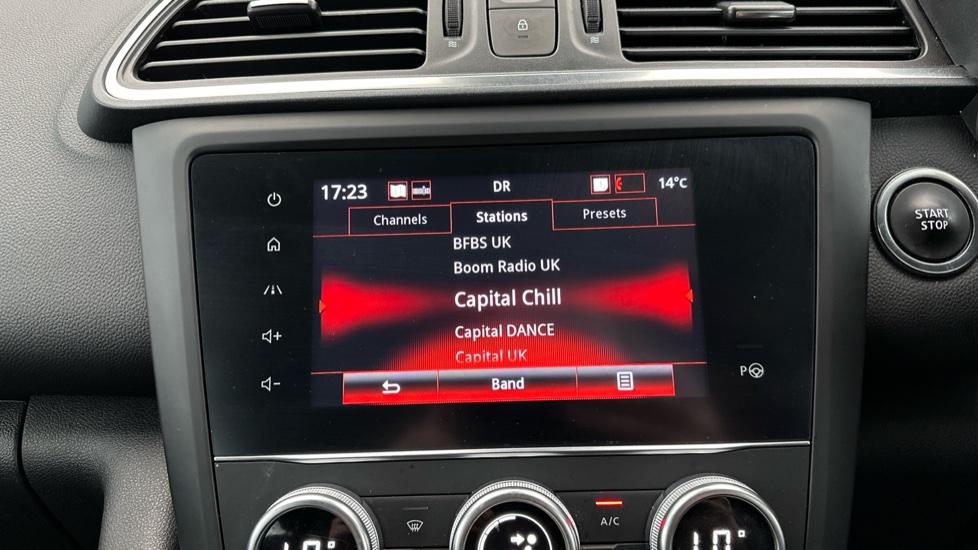 17:23 DR 14°C
Channels Stations Presets
BFBS UK
Boom Radio UK
Capital Chill
Capital DANCE
Capital UK
Band
START
STOP
P
A/C